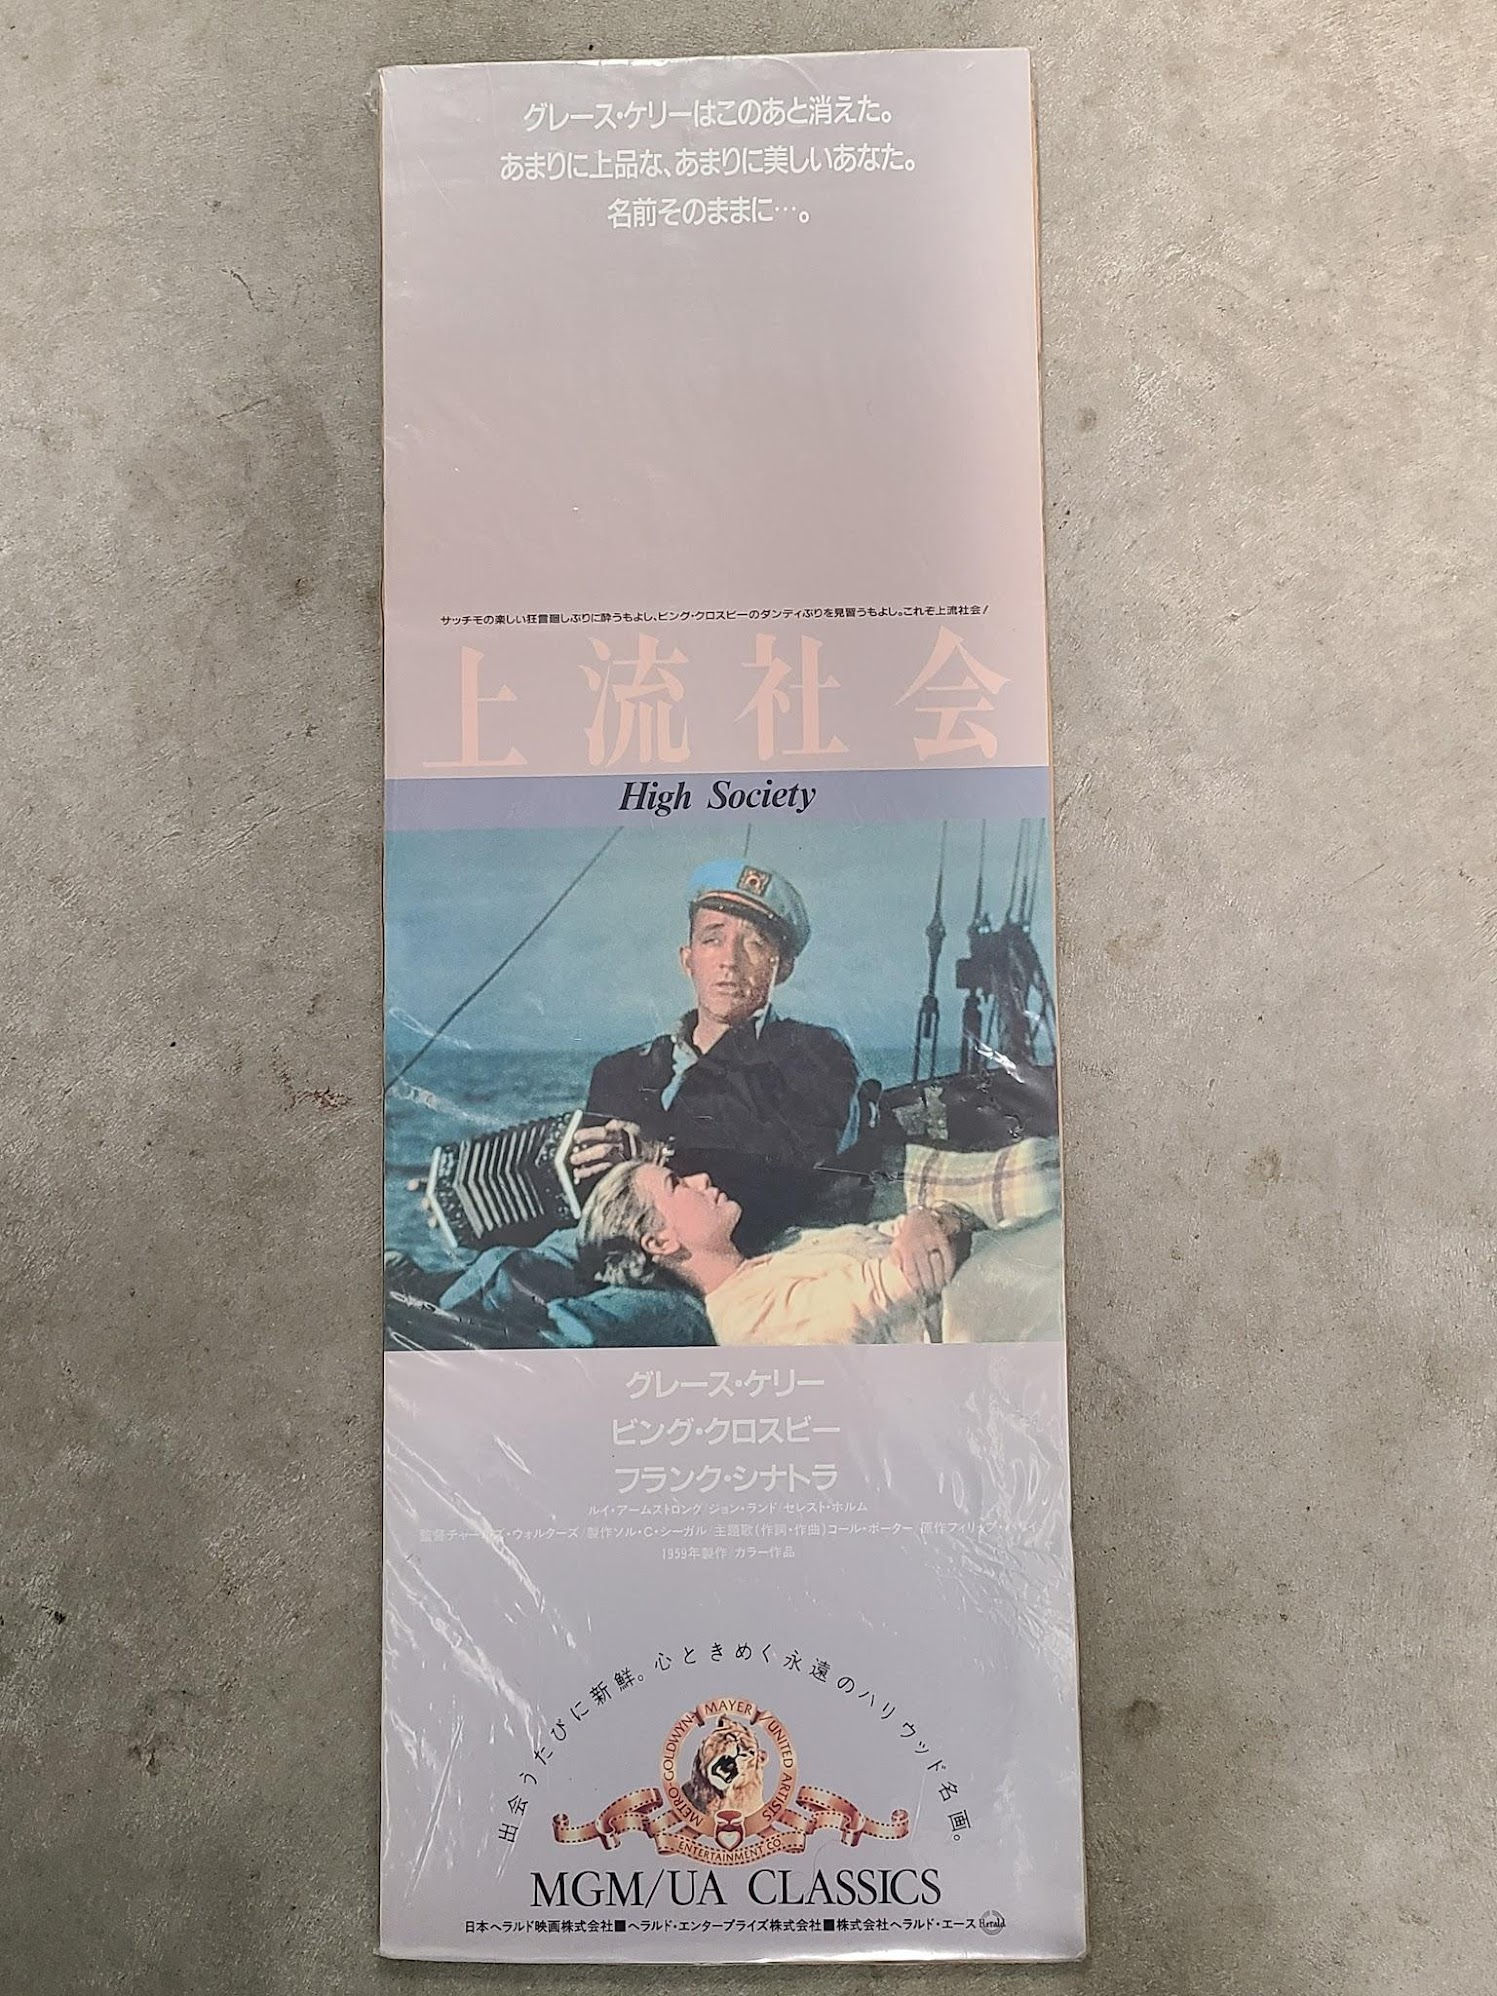 グレース・ケリーはこのあと消えた。
あまりに上品な、あまりに美しいあなた。
名前そのままに…。
サッチモの楽しい狂言廻しぶりに酔うもよし、ビング・クロスビーのダンディぶりを見習うもよし。これぞ上流社会!
上流社会
High Society
グレース・ケリー
ビング・クロスビー
フランク・シナトラ
ルイ・アームストロング/ジョン・ランド/セレスト・ホルム
監督チャールズ・ウォルターズ/製作ソル・C・シーガル/主題歌(作詞・作曲)コール・ポーター 原作フィリップ・バリイ
1959年製作/カラー作品
出会うたびに新鮮。心ときめく永遠のハリウッド名画。
METRO-GOLDWYN-MAYER/UNITED ARTISTS
ENTERTAINMENT CO
MGM/UA CLASSICS
日本ヘラルド映画株式会社■ヘラルド・エンタープライズ株式会社■株式会社ヘラルド・エース Herald